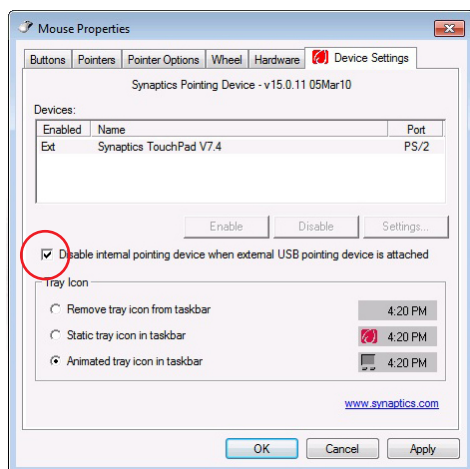 Mouse Properties
Buttons Pointers Pointer Options Wheel Hardware Device Settings
Synaptics Pointing Device - v15.0.11 05Mar10
Devices:
Enabled Name Port
Ext Synaptics TouchPad V7.4 PS/2
Enable Disable Settings...
Disable internal pointing device when external USB pointing device is attached
Tray Icon
Remove tray icon from taskbar 4:20 PM
Static tray icon in taskbar 4:20 PM
Animated tray icon in taskbar 4:20 PM
www.synaptics.com
OK Cancel Apply